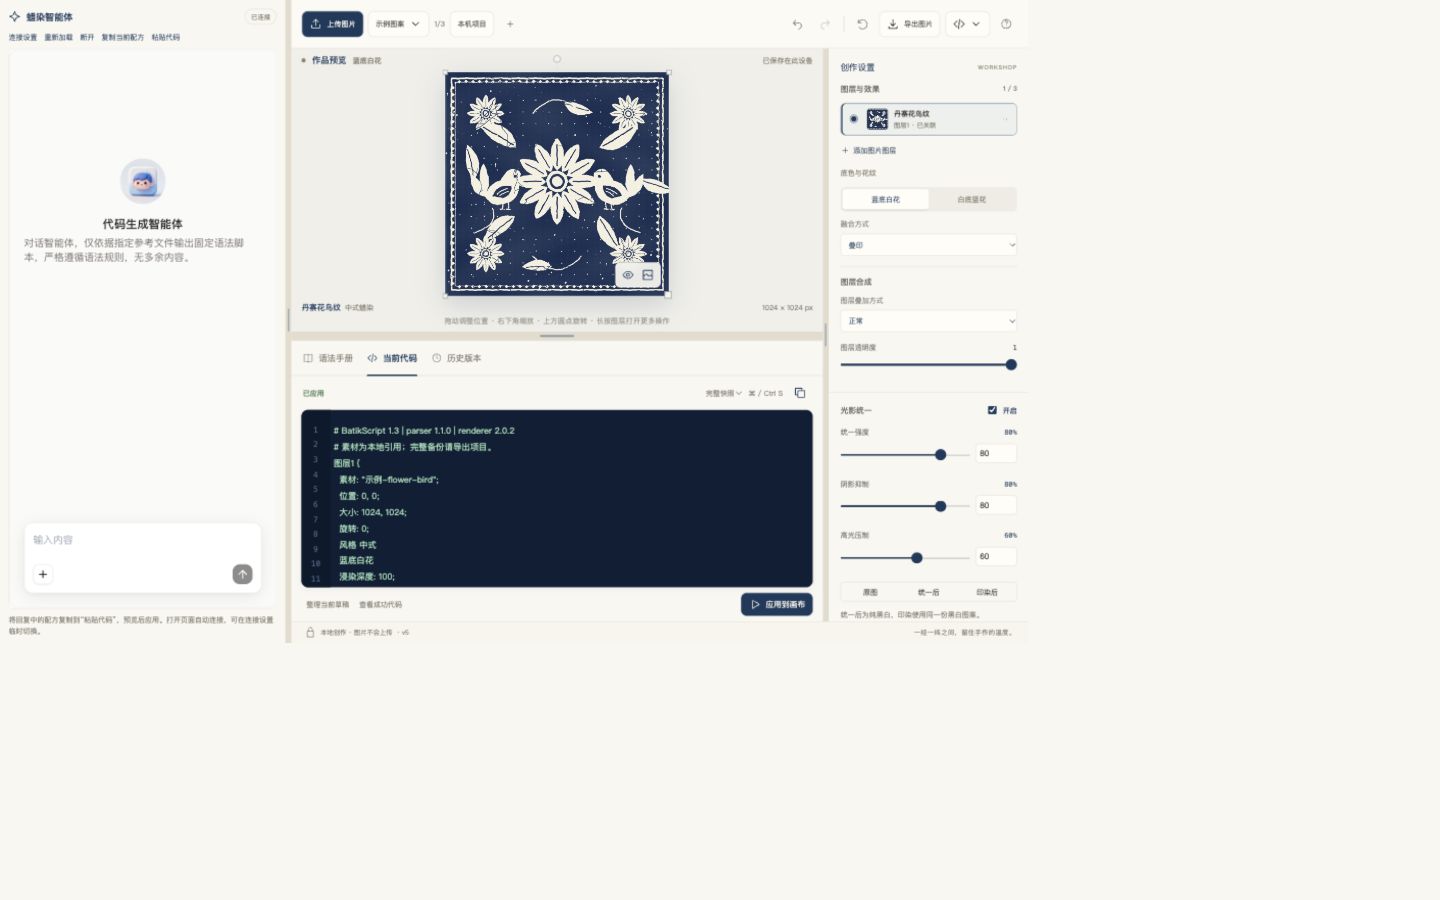 蜡染智能体
已连接
连接设置 重新加载 断开 复制当前配方 粘贴代码
代码生成智能体
对话智能体，仅依据指定参考文件输出固定语法脚
本，严格遵循语法规则，无多余内容。
输入内容
将回复中的配方复制到“粘贴代码”，预览后应用。打开页面自动连接，可在连接设置
临时切换。
上传图片
示例图案
1/3
本机项目
导出图片
作品预览 蓝底白花
已保存在此设备
丹寨花鸟纹 中式蜡染
1024 × 1024 px
拖动调整位置 · 右下角缩放 · 上方圆点旋转 · 长按图层打开更多操作
语法手册
当前代码
历史版本
已应用
完整快照
⌘ / Ctrl S
1 # BatikScript 1.3 | parser 1.1.0 | renderer 2.0.2
2 # 素材为本地引用；完整备份请导出项目。
3 图层1 {
4 素材: "示例-flower-bird";
5 位置: 0, 0;
6 大小: 1024, 1024;
7 旋转: 0;
8 风格 中式
9 蓝底白花
10 浸染深度: 100;
11
整理当前草稿 查看成功代码
应用到画布
本地创作 · 图片不会上传 · v5
一经一纬之间，留住手作的温度。
创作设置
WORKSHOP
图层与效果
1 / 3
丹寨花鸟纹
图层1 · 已关联
添加图片图层
底色与花纹
蓝底白花
白底蓝花
融合方式
叠印
图层合成
图层叠加方式
正常
图层透明度
1
光影统一
开启
统一强度
80%
80
阴影抑制
80%
80
高光压制
60%
60
原图
统一后
印染后
统一后为纯黑白，印染使用同一份黑白图案。